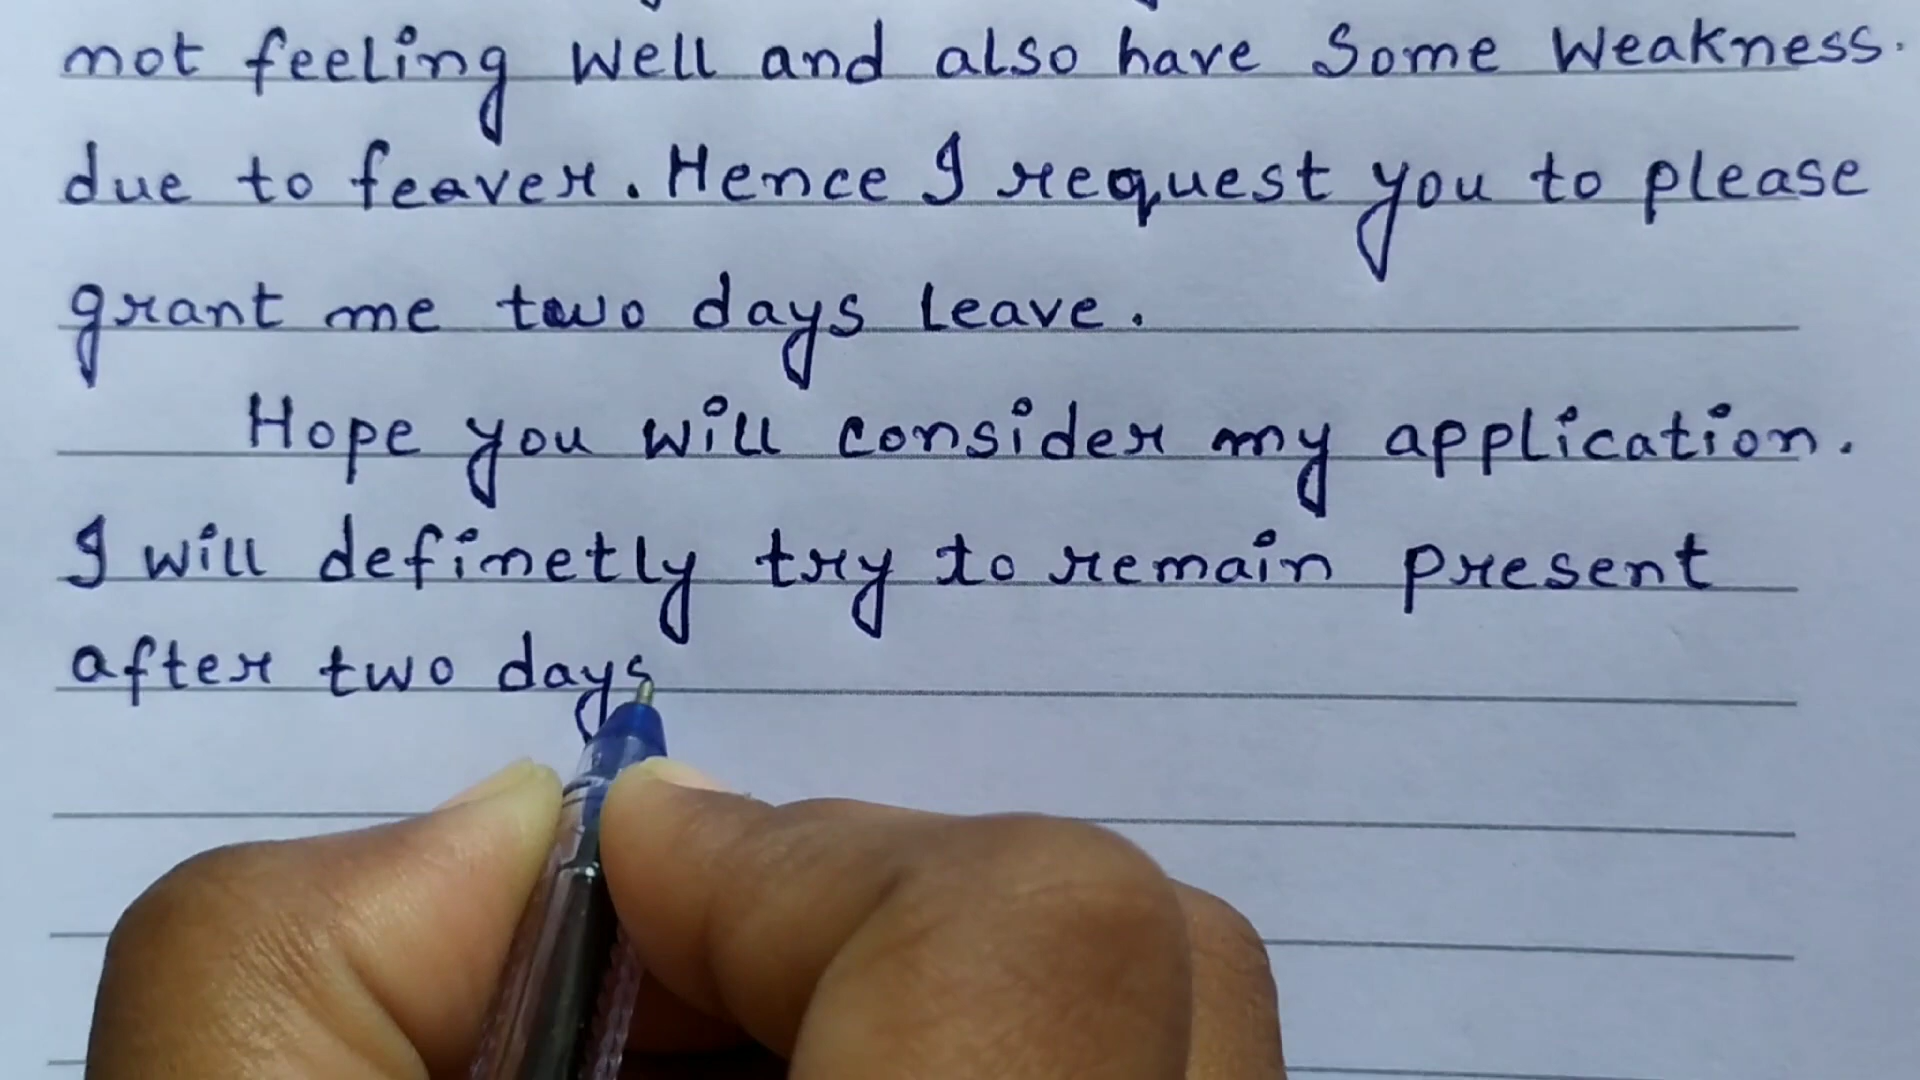 not feeling well and also have Some Weakness.
due to feaver. Hence I request you to please
grant me two days leave.
Hope you will consider my application.
I will definetly try to remain present
after two days